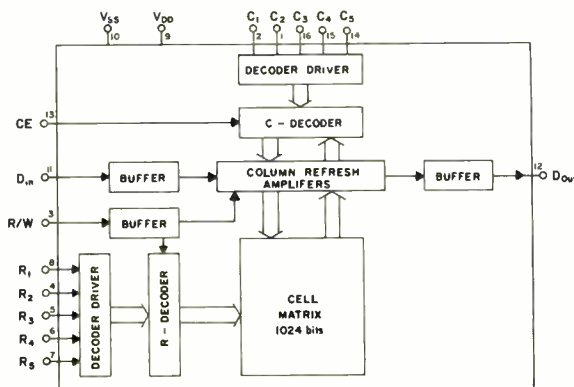 VSS VDD C1 C2 C3 C4 C5
10 9 2 1 16 15 14
DECODER DRIVER
CE 13
C - DECODER
Din 11
BUFFER
COLUMN REFRESH
AMPLIFERS
BUFFER
12 DOut
R/W 3
BUFFER
R1 8
R2 4
R3 5
R4 6
R5 7
DECODER DRIVER
R - DECODER
CELL
MATRIX
1024 bits